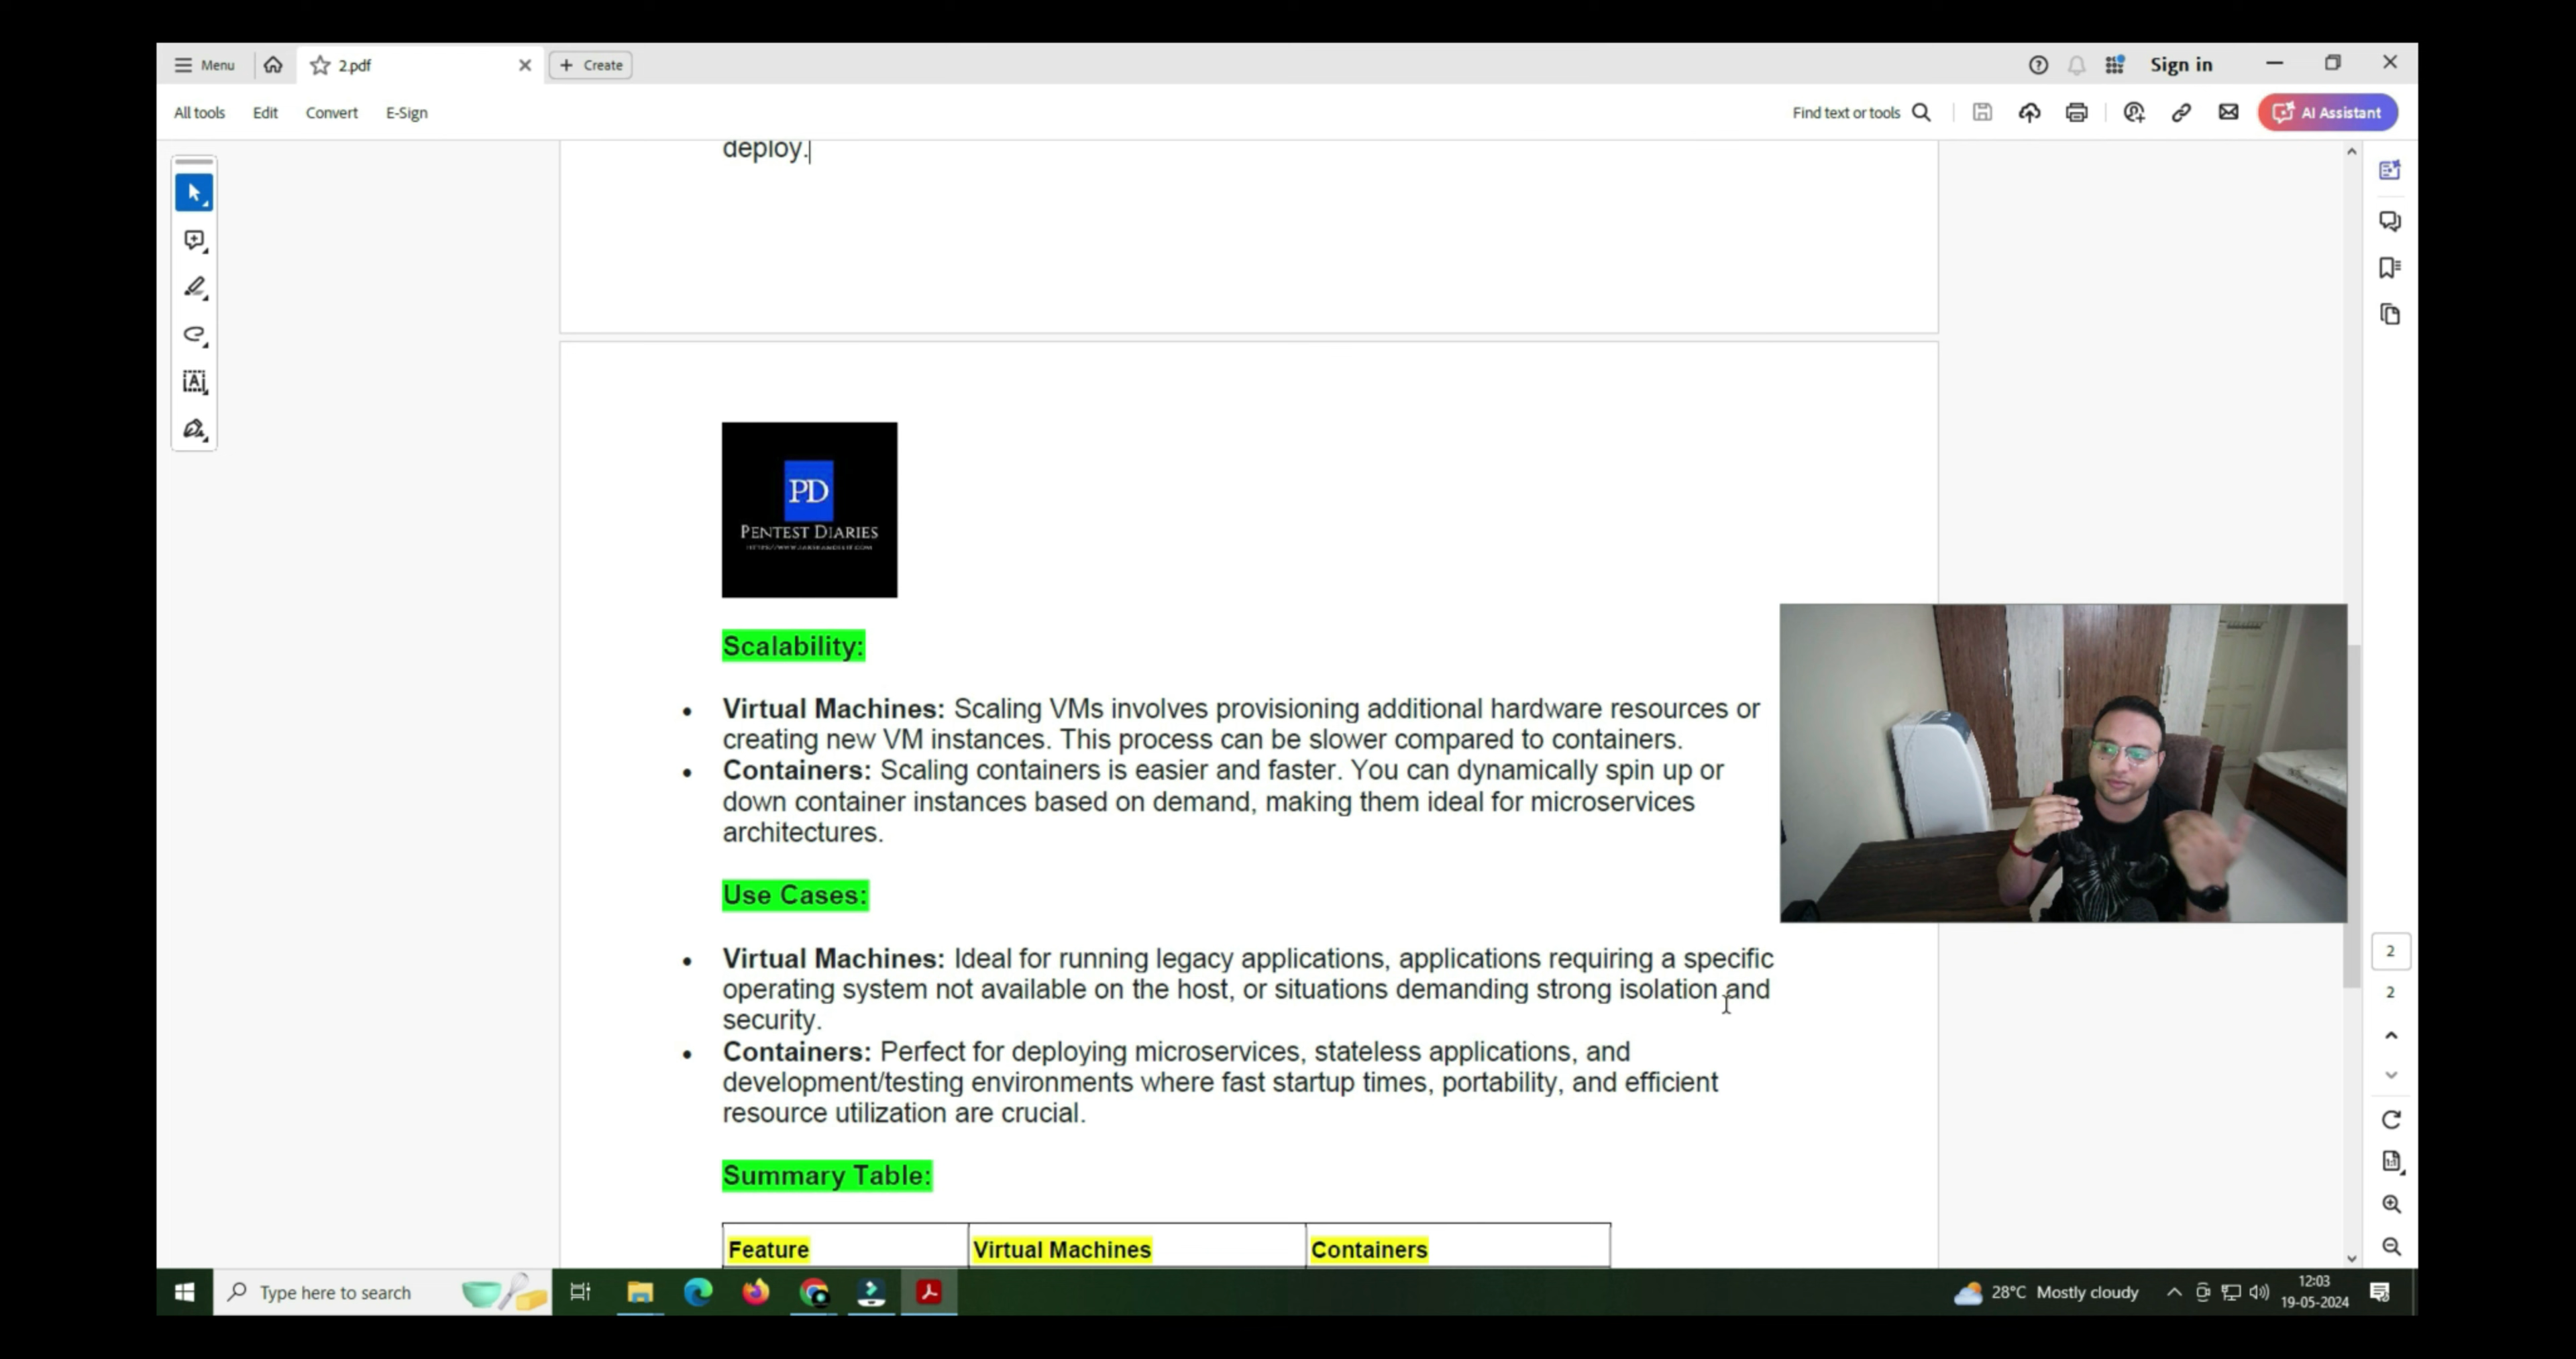 Menu
2.pdf
Create
Sign in
All tools
Edit
Convert
E-Sign
Find text or tools
AI Assistant
deploy.
PD
PENTEST DIARIES
Scalability:
• Virtual Machines: Scaling VMs involves provisioning additional hardware resources or
creating new VM instances. This process can be slower compared to containers.
• Containers: Scaling containers is easier and faster. You can dynamically spin up or
down container instances based on demand, making them ideal for microservices
architectures.
Use Cases:
• Virtual Machines: Ideal for running legacy applications, applications requiring a specific
operating system not available on the host, or situations demanding strong isolation and
security.
• Containers: Perfect for deploying microservices, stateless applications, and
development/testing environments where fast startup times, portability, and efficient
resource utilization are crucial.
Summary Table:
Feature
Virtual Machines
Containers
2
2
Type here to search
28°C Mostly cloudy
12:03
19-05-2024